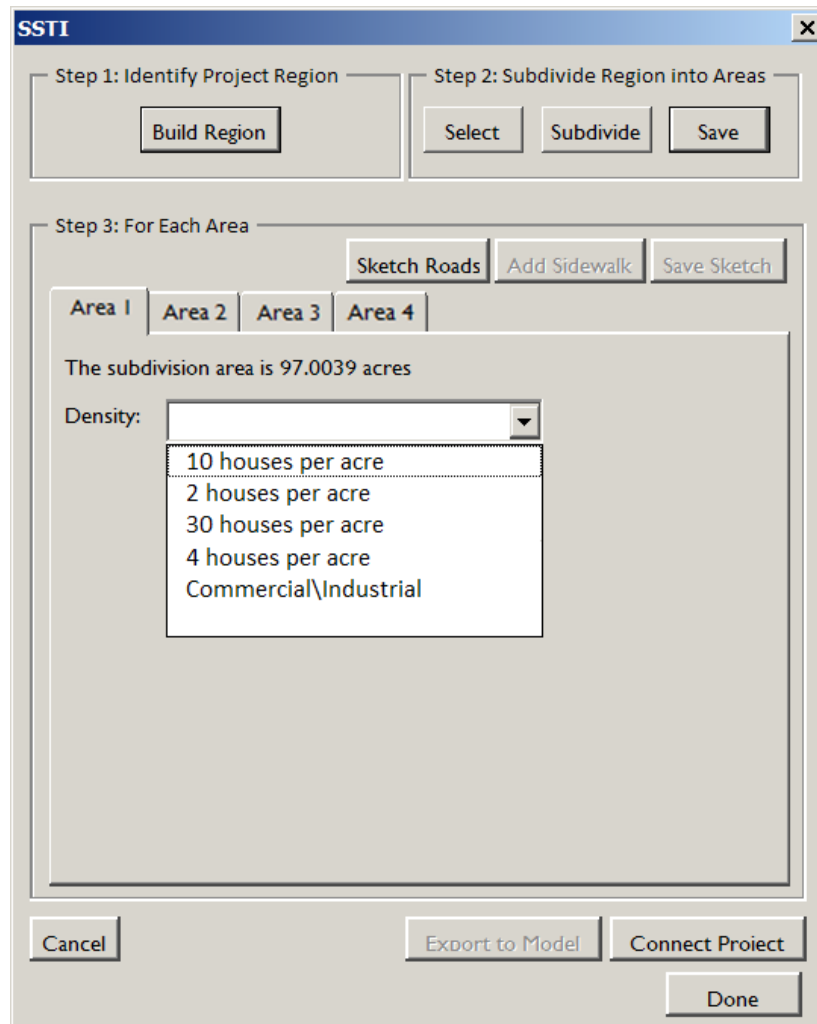 SSTI
Step 1: Identify Project Region
Step 2: Subdivide Region into Areas
Build Region
Select
Subdivide
Save
Step 3: For Each Area
Sketch Roads
Add Sidewalk
Save Sketch
Area 1
Area 2
Area 3
Area 4
The subdivision area is 97.0039 acres
Density:
10 houses per acre
2 houses per acre
30 houses per acre
4 houses per acre
Commercial\Industrial
Cancel
Export to Model
Connect Project
Done